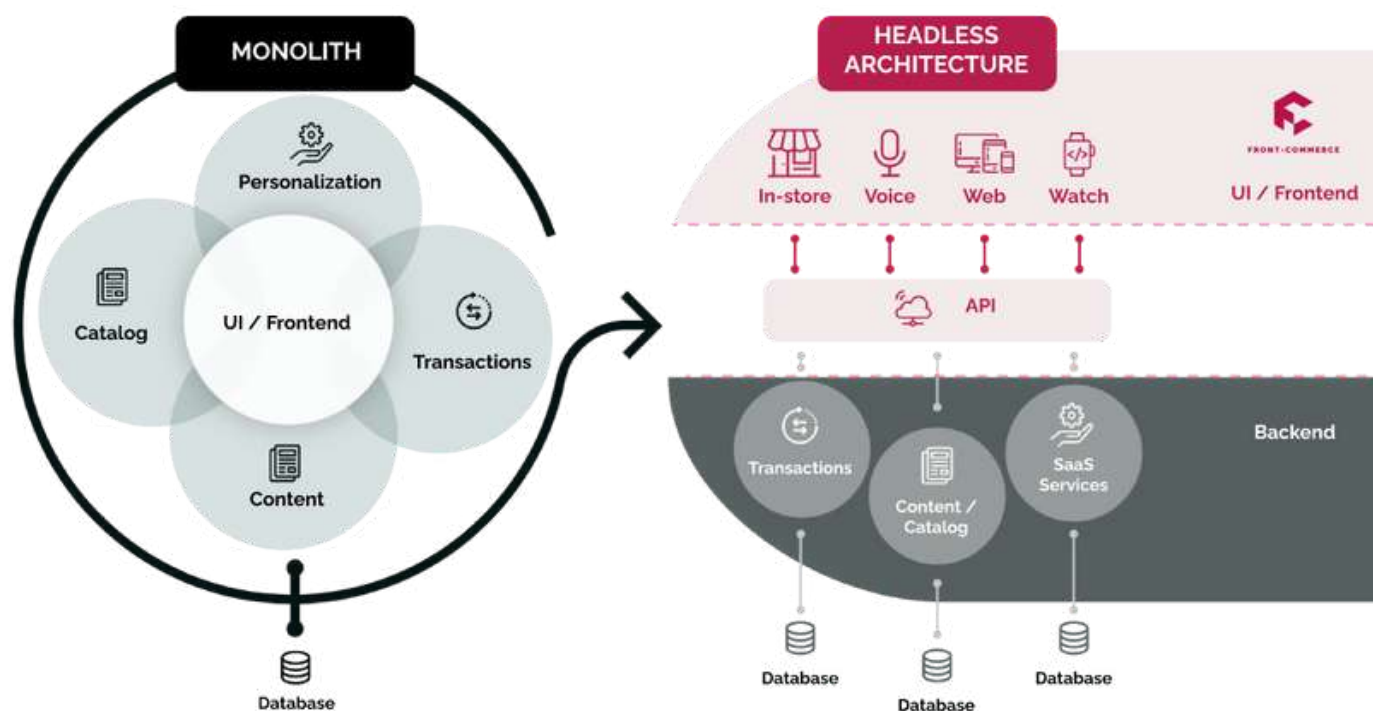 MONOLITH
Personalization
Catalog
UI / Frontend
Transactions
Content
Database
HEADLESS
ARCHITECTURE
In-store
Voice
Web
Watch
FRONT-COMMERCE
UI / Frontend
</>
API
Backend
Transactions
Content /
Catalog
SaaS
Services
Database
Database
Database